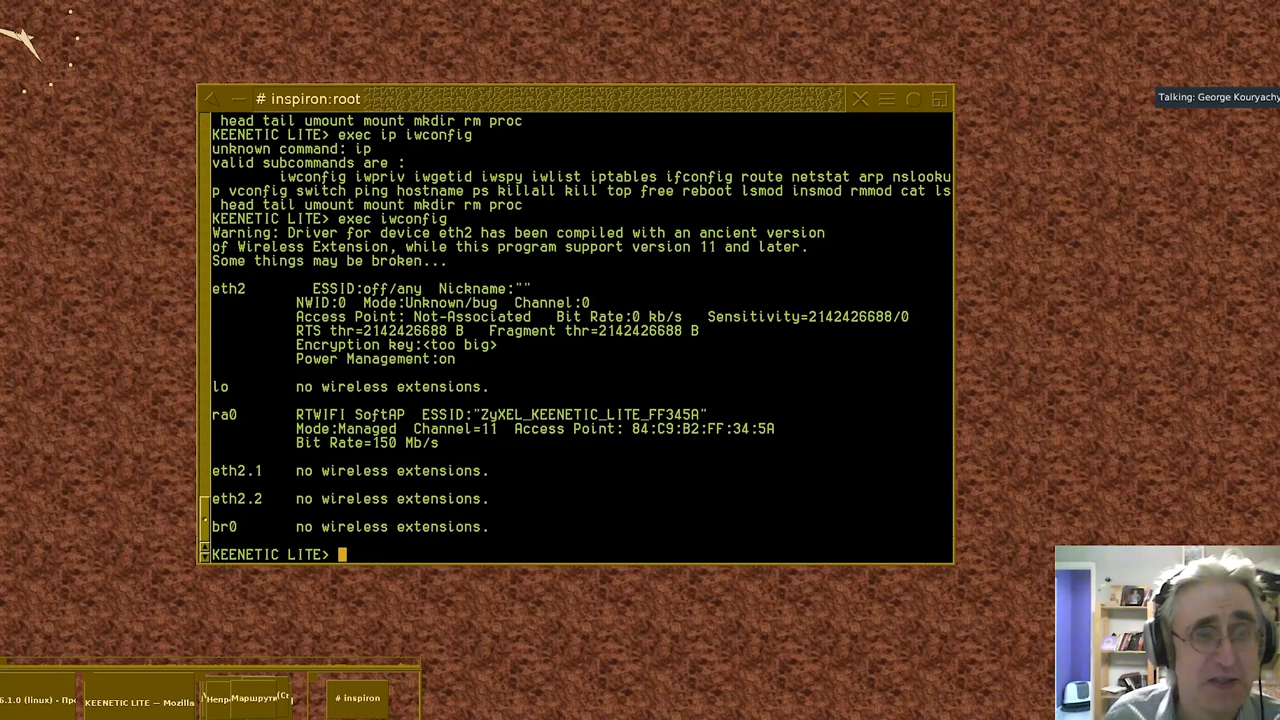 Talking: George Kouryachy
# inspiron:root
head tail umount mount mkdir rm proc
KEENETIC LITE> exec ip iwconfig
unknown command: ip
valid subcommands are :
iwconfig iwpriv iwgetid iwspy iwlist iptables ifconfig route netstat arp nslooku
p vconfig switch ping hostname ps killall kill top free reboot lsmod insmod rmmod cat ls
head tail umount mount mkdir rm proc
KEENETIC LITE> exec iwconfig
Warning: Driver for device eth2 has been compiled with an ancient version
of Wireless Extension, while this program support version 11 and later.
Some things may be broken...
eth2 ESSID:off/any Nickname:""
NWID:0 Mode:Unknown/bug Channel:0
Access Point: Not-Associated Bit Rate:0 kb/s Sensitivity=2142426688/0
RTS thr=2142426688 B Fragment thr=2142426688 B
Encryption key:<too big>
Power Management:on
lo no wireless extensions.
ra0 RTWIFI SoftAP ESSID:"ZyXEL_KEENETIC_LITE_FF345A"
Mode:Managed Channel=11 Access Point: 84:C9:B2:FF:34:5A
Bit Rate=150 Mb/s
eth2.1 no wireless extensions.
eth2.2 no wireless extensions.
br0 no wireless extensions.
KEENETIC LITE>
6.1.0 (linux) - Пр
KEENETIC LITE — Mozilla
Непр
Маршрути
# inspiron